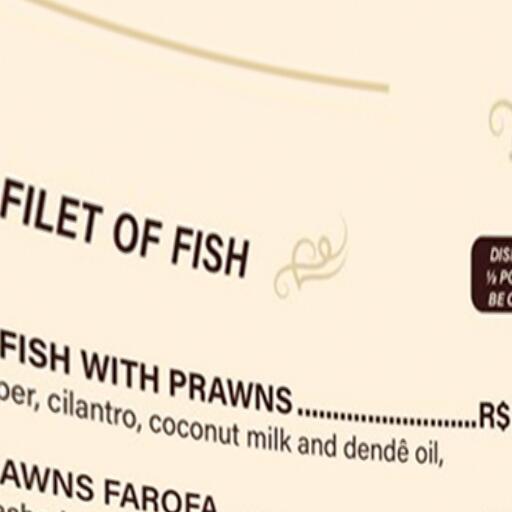 FILET OF FISH
DIS
½ PO
BE
FISH WITH PRAWNS..........................R$
per, cilantro, coconut milk and dendê oil,
AWNS FAROFA